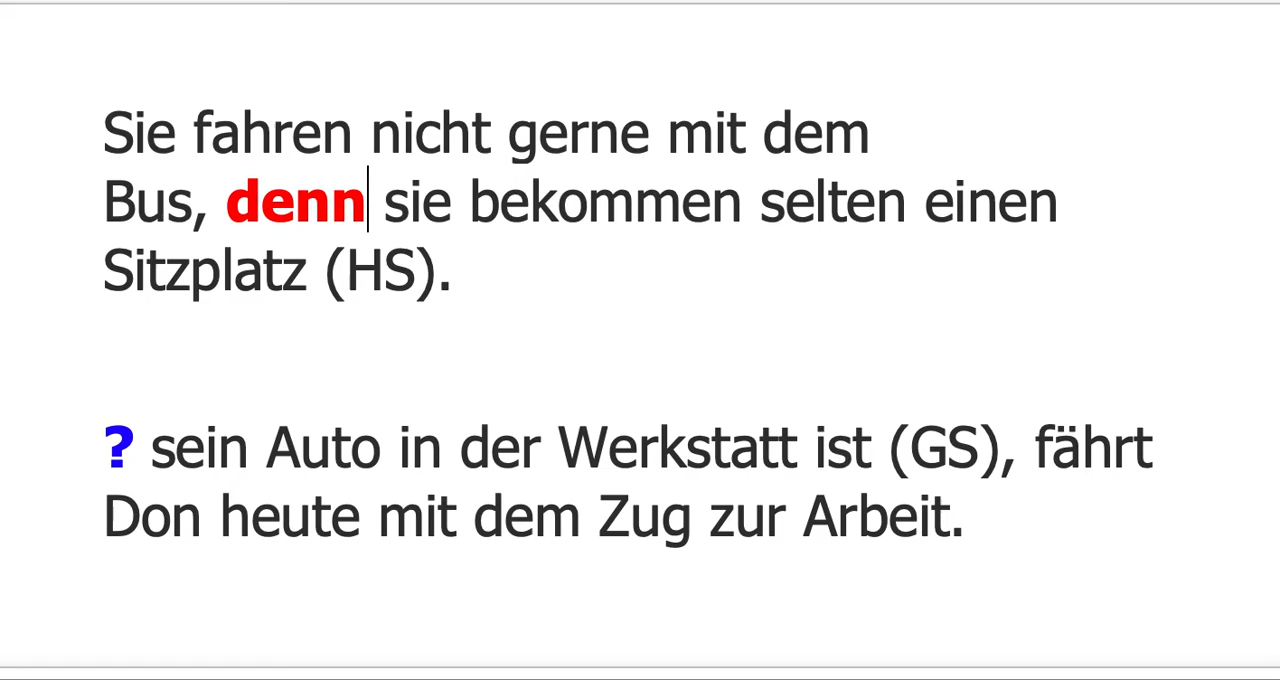 Sie fahren nicht gerne mit dem
Bus, denn sie bekommen selten einen
Sitzplatz (HS).
? sein Auto in der Werkstatt ist (GS), fährt
Don heute mit dem Zug zur Arbeit.